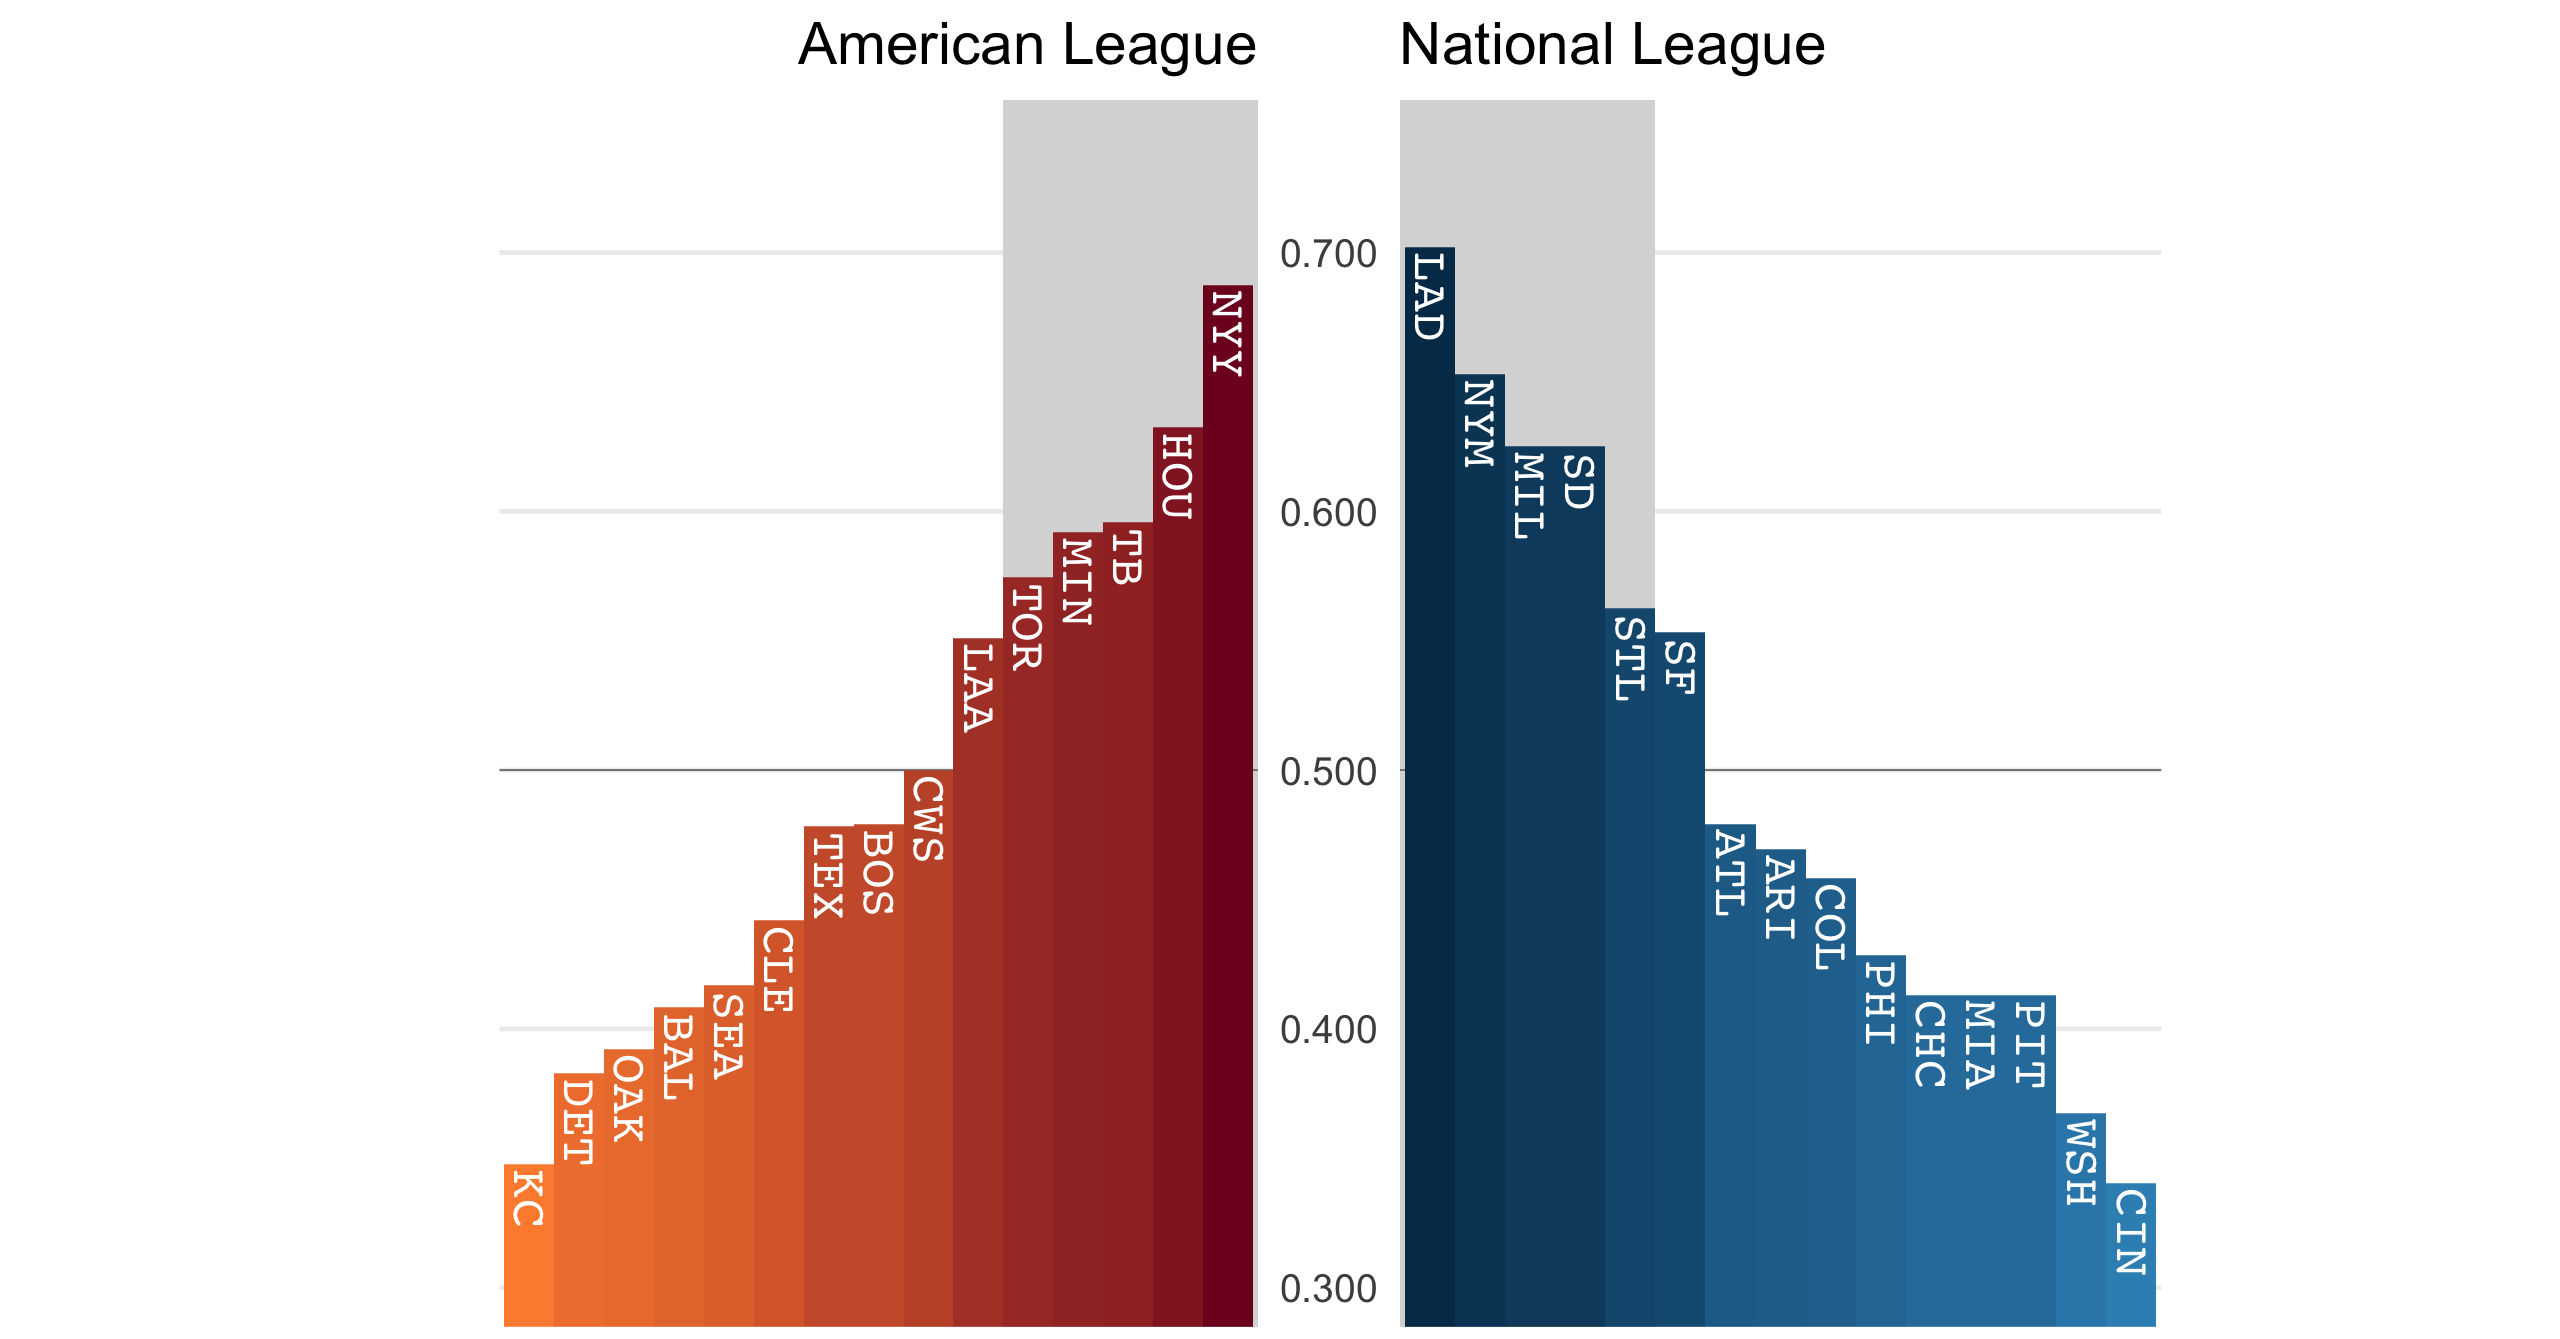 American League
National League
0.700
0.600
0.500
0.400
0.300
KC
DET
OAK
BAL
SEA
CLE
TEX
BOS
CWS
LAA
TOR
MIN
TB
HOU
NYY
LAD
NYM
MIL
SD
STL
SF
ATL
ARI
COL
PHI
CHC
MIA
PIT
WSH
CIN